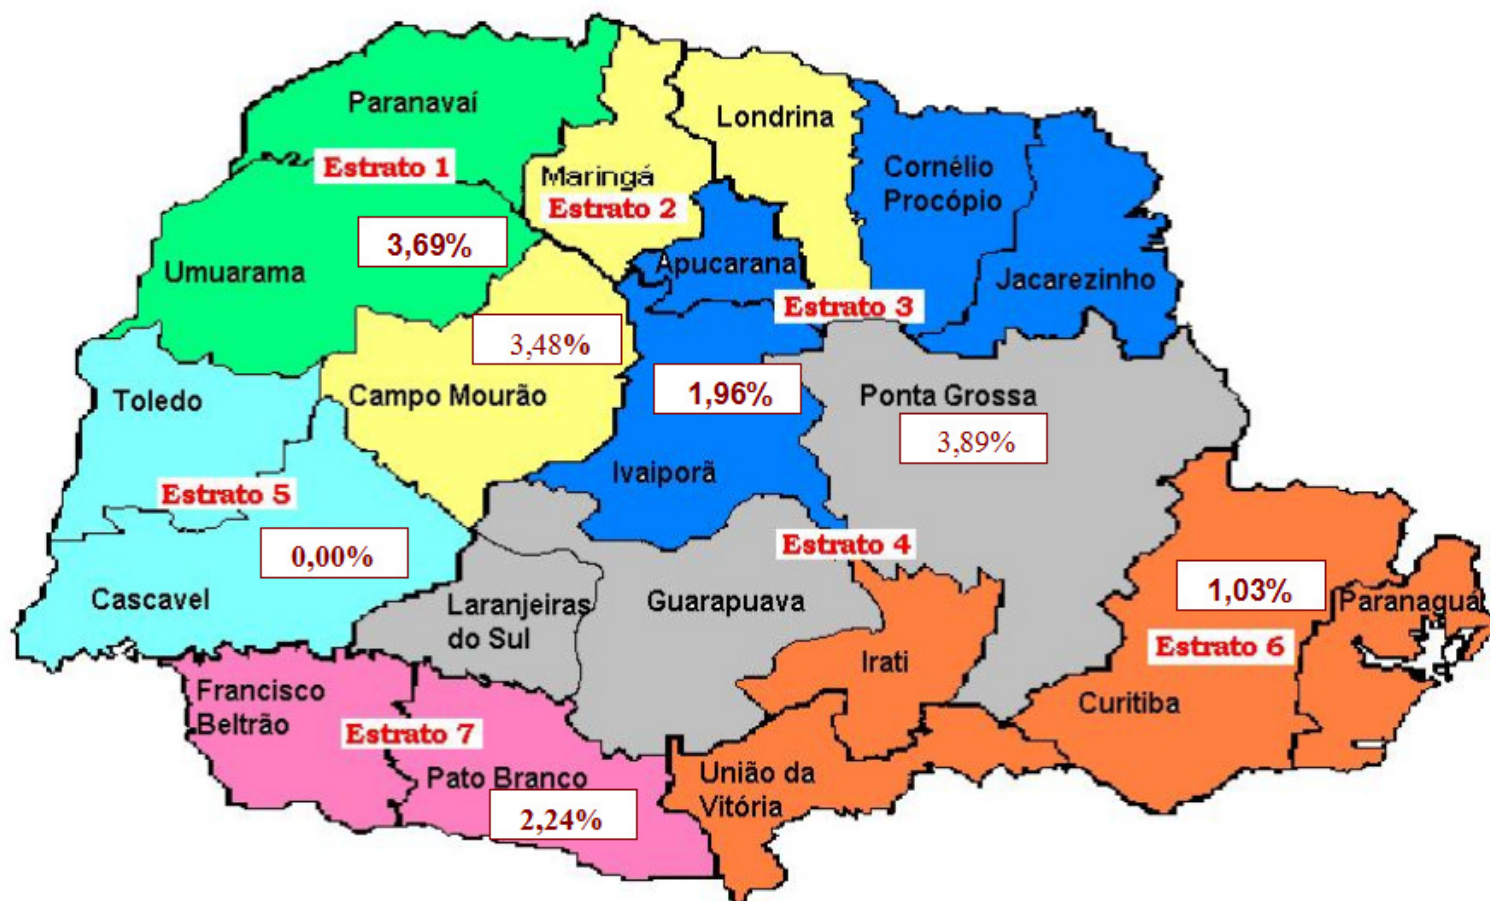 Paranavaí
Londrina
Estrato 1
Maringá
Estrato 2
Cornélio
Procópio
3,69%
Umuarama
Apucarana
Jacarezinho
Estrato 3
3,48%
Toledo
Campo Mourão
1,96%
Ponta Grossa
3,89%
Ivaiporã
Estrato 5
0,00%
Estrato 4
Cascavel
Laranjeiras
do Sul
Guarapuava
1,03%
Paranaguá
Estrato 6
Irati
Francisco
Beltrão
Curitiba
Estrato 7
Pato Branco
União da
Vitória
2,24%